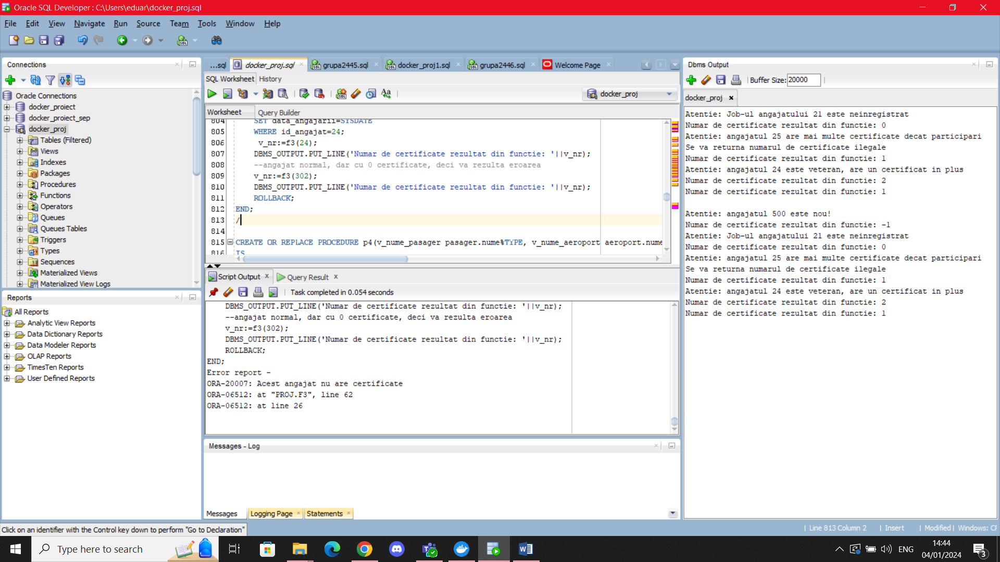 Oracle SQL Developer : C:\Users\eduar\docker_proj.sql
File Edit View Navigate Run Source Team Tools Window Help
Connections
Oracle Connections
docker_proiect
docker_proiect_sep
docker_proj
Tables (Filtered)
Views
Indexes
Packages
Procedures
Functions
Operators
Queues
Queues Tables
Triggers
Types
Sequences
Materialized Views
Materialized View Logs
Reports
All Reports
Analytic View Reports
Data Dictionary Reports
Data Modeler Reports
OLAP Reports
TimesTen Reports
User Defined Reports
...sql docker_proj.sql grupa2445.sql docker_proj1.sql grupa2446.sql Welcome Page
SQL Worksheet History
docker_proj
Worksheet Query Builder
804 SET data_angajarii=SYSDATE
805 WHERE id_angajat=24;
806 v_nr:=f3(24);
807 DBMS_OUTPUT.PUT_LINE('Numar de certificate rezultat din functie: '||v_nr);
808 --angajat normal, dar cu 0 certificate, deci va rezulta eroarea
809 v_nr:=f3(302);
810 DBMS_OUTPUT.PUT_LINE('Numar de certificate rezultat din functie: '||v_nr);
811 ROLLBACK;
812 END;
813 /
814
815 CREATE OR REPLACE PROCEDURE p4(v_nume_pasager pasager.nume%TYPE, v_nume_aeroport aeroport.nume
816 IS
Script Output Query Result
Task completed in 0.054 seconds
DBMS_OUTPUT.PUT_LINE('Numar de certificate rezultat din functie: '||v_nr);
--angajat normal, dar cu 0 certificate, deci va rezulta eroarea
v_nr:=f3(302);
DBMS_OUTPUT.PUT_LINE('Numar de certificate rezultat din functie: '||v_nr);
ROLLBACK;
END;
Error report -
ORA-20007: Acest angajat nu are certificate
ORA-06512: at "PROJ.F3", line 62
ORA-06512: at line 26
Messages - Log
Messages Logging Page Statements
Dbms Output
Buffer Size: 20000
docker_proj
Atentie: Job-ul angajatului 21 este neinregistrat
Numar de certificate rezultat din functie: 0
Atentie: angajatul 25 are mai multe certificate decat participari
Se va returna numarul de certificate ilegale
Numar de certificate rezultat din functie: 1
Atentie: angajatul 24 este veteran, are un certificat in plus
Numar de certificate rezultat din functie: 2
Numar de certificate rezultat din functie: 1
Atentie: angajatul 500 este nou!
Numar de certificate rezultat din functie: -1
Atentie: Job-ul angajatului 21 este neinregistrat
Numar de certificate rezultat din functie: 0
Atentie: angajatul 25 are mai multe certificate decat participari
Se va returna numarul de certificate ilegale
Numar de certificate rezultat din functie: 1
Atentie: angajatul 24 este veteran, are un certificat in plus
Numar de certificate rezultat din functie: 2
Numar de certificate rezultat din functie: 1
Click on an identifier with the Control key down to perform "Go to Declaration"
Line 813 Column 2 Insert Modified Windows:
Type here to search
ENG
14:44
04/01/2024
3